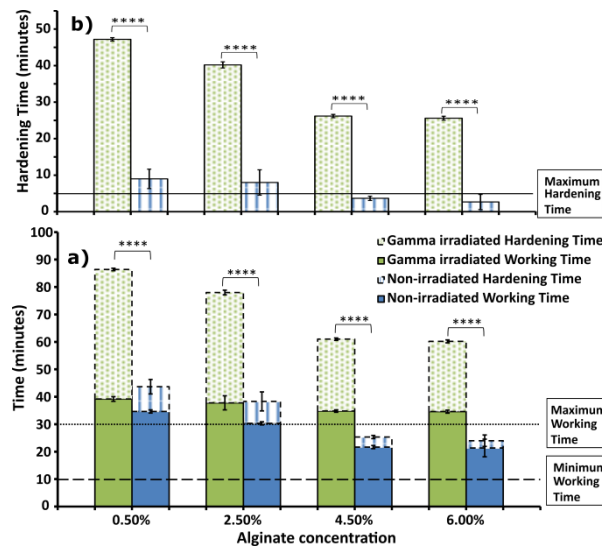 b)
Hardening Time (minutes)
50
40
30
20
10
0
****
****
****
****
Maximum
Hardening
Time
a)
Time (minutes)
100
90
80
70
60
50
40
30
20
10
0
****
****
****
****
Gamma irradiated Hardening Time
Gamma irradiated Working Time
Non-irradiated Hardening Time
Non-irradiated Working Time
Maximum
Working
Time
Minimum
Working
Time
0.50%
2.50%
4.50%
6.00%
Alginate concentration